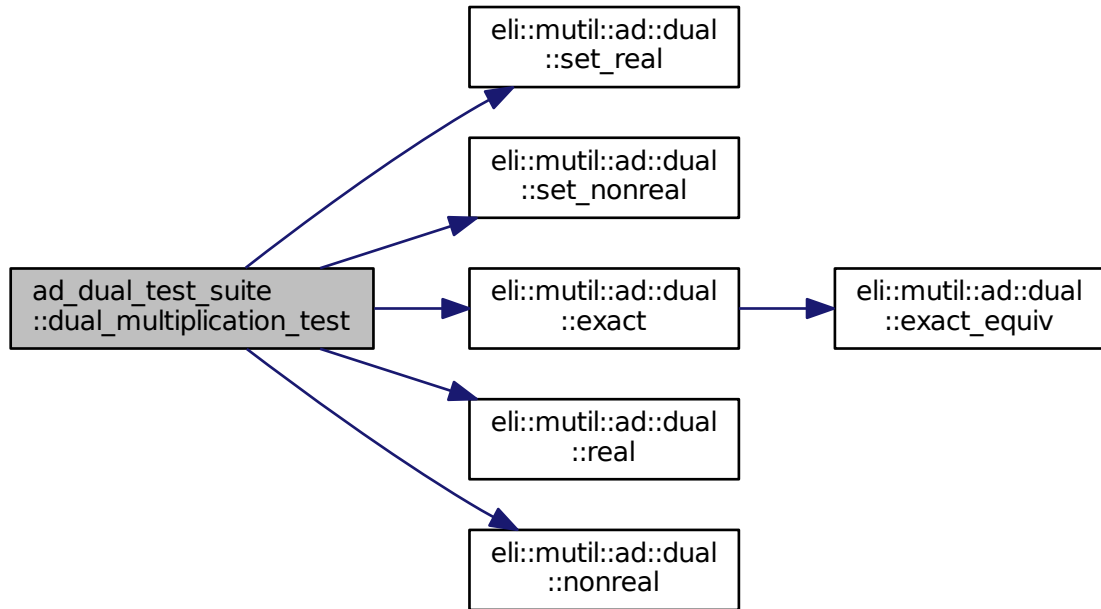 eli::mutil::ad::dual
::set_real
eli::mutil::ad::dual
::set_nonreal
ad_dual_test_suite
::dual_multiplication_test
eli::mutil::ad::dual
::exact
eli::mutil::ad::dual
::exact_equiv
eli::mutil::ad::dual
::real
eli::mutil::ad::dual
::nonreal